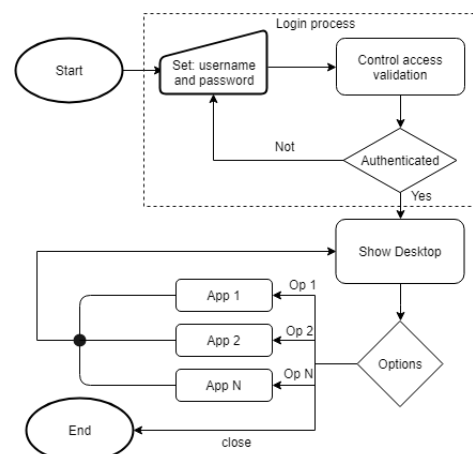 Login process
Start
Set: username
and password
Control access
validation
Not
Authenticated
Yes
Show Desktop
Op 1
App 1
Op 2
App 2
Options
Op N
App N
End
close